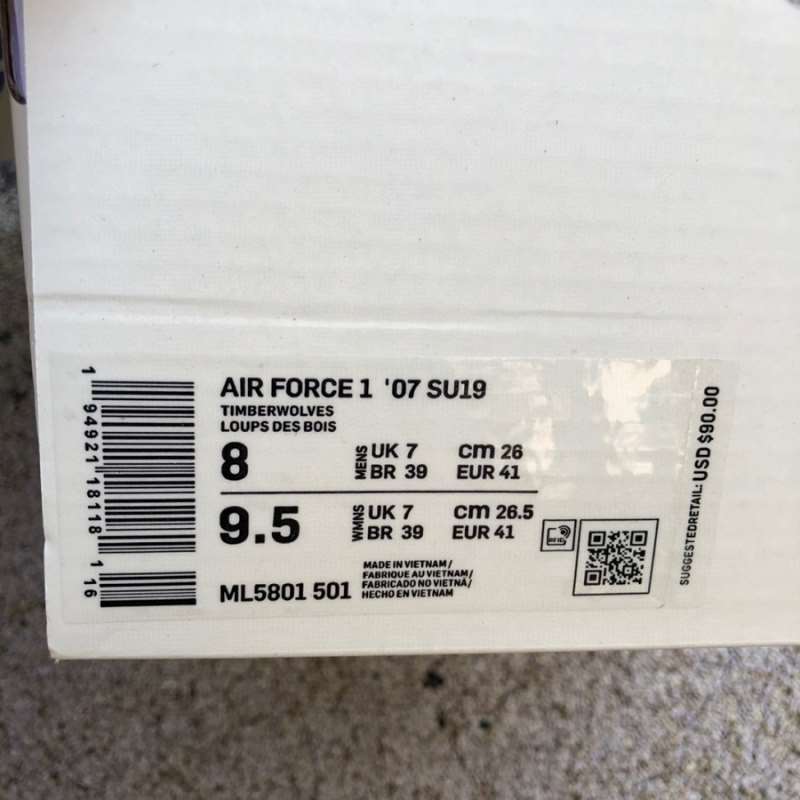 AIR FORCE 1 '07 SU19
TIMBERWOLVES
LOUPS DES BOIS
8 MENS UK 7 cm 26
BR 39 EUR 41
9.5 WMNS UK 7 cm 26.5
BR 39 EUR 41
ML5801 501
MADE IN VIETNAM/
FABRIQUE AU VIETNAM/
FABRICADO NO VIETNÃ/
HECHO EN VIETNAM
RFID
1 94921 18118 1 16
SUGGESTEDRETAIL: USD $90.00